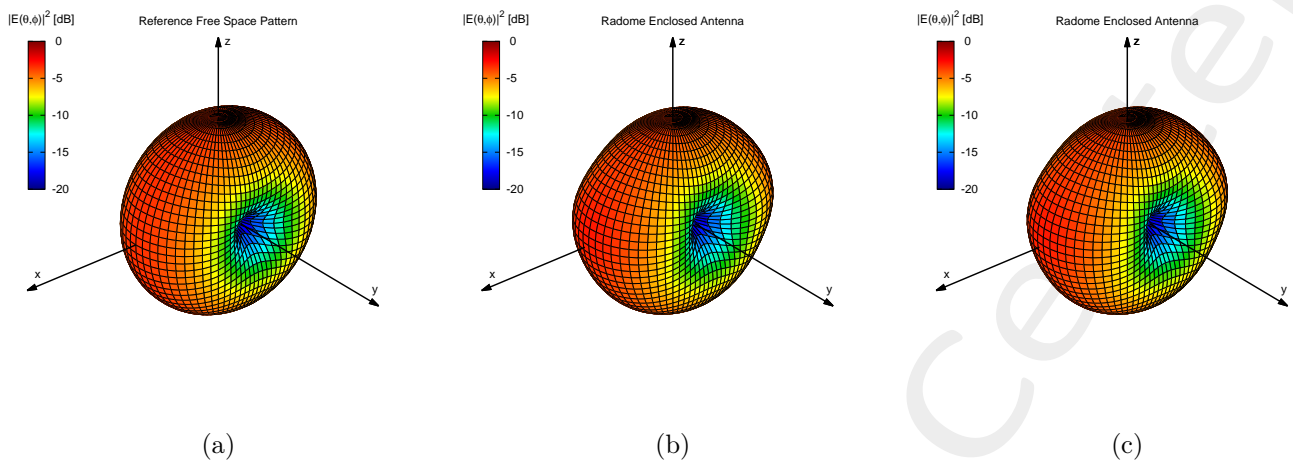 |E(θ,ϕ)|² [dB]
Reference Free Space Pattern
0
-5
-10
-15
-20
z
x
y
(a)
|E(θ,ϕ)|² [dB]
Radome Enclosed Antenna
0
-5
-10
-15
-20
z
x
y
(b)
|E(θ,ϕ)|² [dB]
Radome Enclosed Antenna
0
-5
-10
-15
-20
z
x
y
(c)